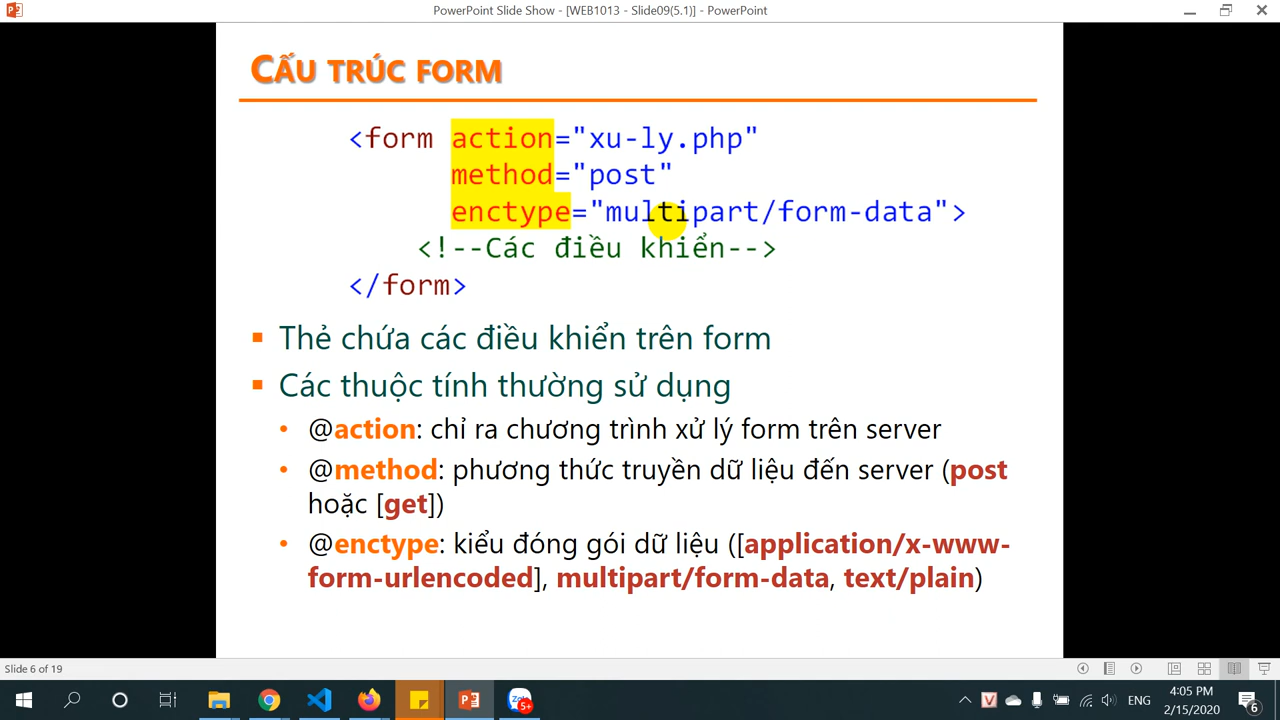 PowerPoint Slide Show - [WEB1013 - Slide09(5.1)] - PowerPoint
CẤU TRÚC FORM
<form action="xu-ly.php"
method="post"
enctype="multipart/form-data">
<!--Các điều khiển-->
</form>
Thẻ chứa các điều khiển trên form
Các thuộc tính thường sử dụng
@action: chỉ ra chương trình xử lý form trên server
@method: phương thức truyền dữ liệu đến server (post
hoặc [get])
@enctype: kiểu đóng gói dữ liệu ([application/x-www-
form-urlencoded], multipart/form-data, text/plain)
Slide 6 of 19
ENG
4:05 PM
2/15/2020
5+
6